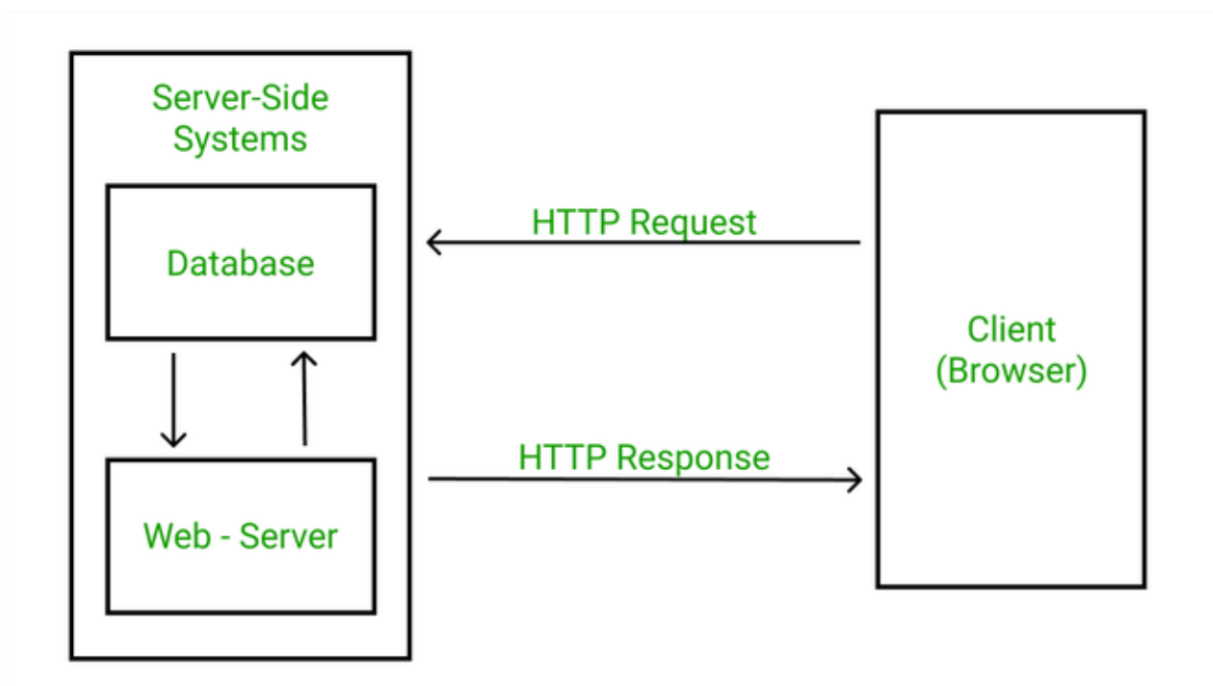 Server-Side
Systems
Database
Web - Server
HTTP Request
HTTP Response
Client
(Browser)